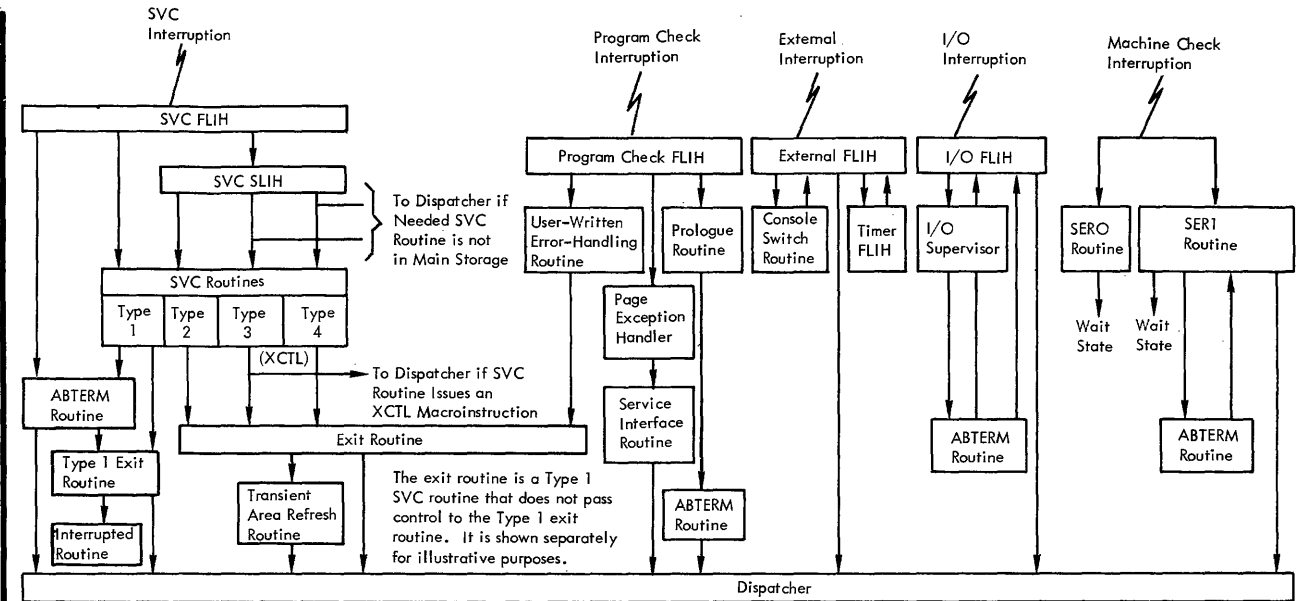 SVC
Interruption
Program Check
Interruption
External
Interruption
I/O
Interruption
Machine Check
Interruption
SVC FLIH
SVC SLIH
To Dispatcher if
Needed SVC
Routine is not
in Main Storage
SVC Routines
Type
1
Type
2
Type
3
Type
4
(XCTL)
To Dispatcher if SVC
Routine Issues an
XCTL Macroinstruction
ABTERM
Routine
Type 1 Exit
Routine
Interrupted
Routine
Exit Routine
Transient
Area Refresh
Routine
The exit routine is a Type 1
SVC routine that does not pass
control to the Type 1 exit
routine. It is shown separately
for illustrative purposes.
Program Check FLIH
User-Written
Error-Handling
Routine
Prologue
Routine
Page
Exception
Handler
Service
Interface
Routine
ABTERM
Routine
External FLIH
Console
Switch
Routine
Timer
FLIH
I/O FLIH
I/O
Supervisor
ABTERM
Routine
SER0
Routine
SER1
Routine
Wait
State
Wait
State
ABTERM
Routine
Dispatcher